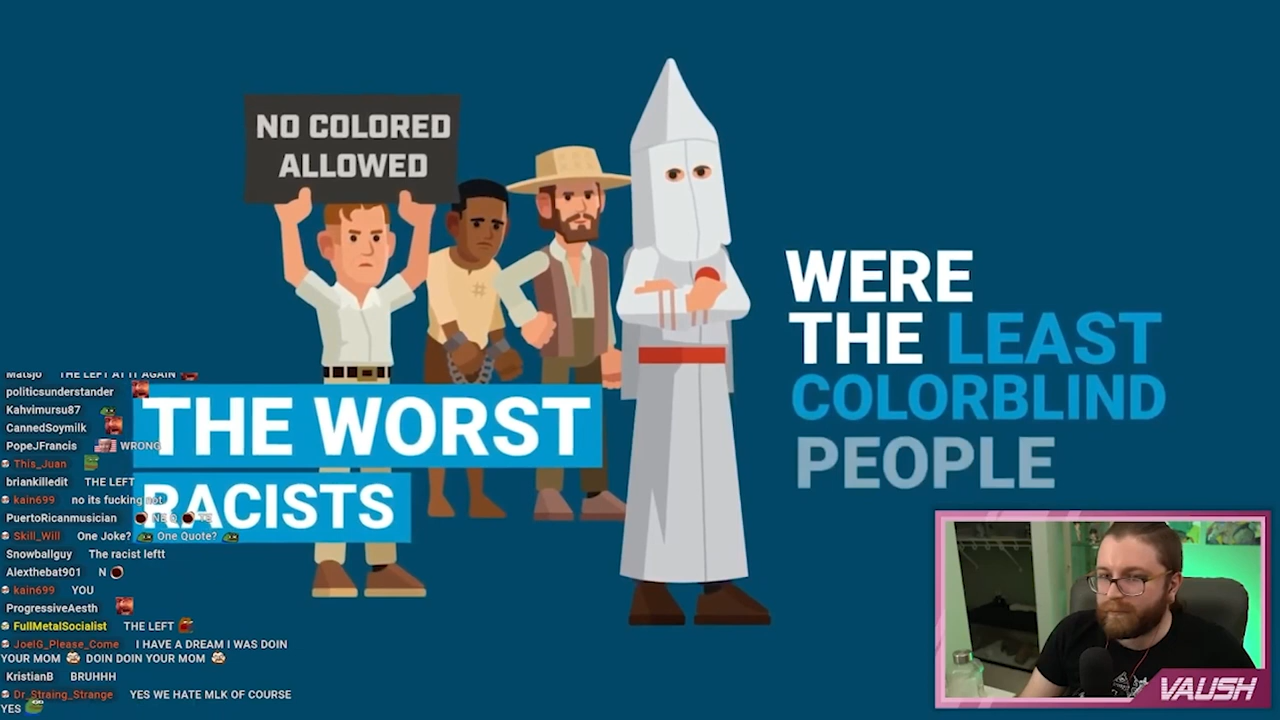 NO COLORED
ALLOWED
THE WORST
RACISTS
WERE
THE LEAST
COLORBLIND
PEOPLE
Matsjo THE LEFT AT IT AGAIN
politicsunderstander
Kahvimursu87
CannedSoymilk
PopeJFrancis WRONG
This_Juan
briankilledit THE LEFT
kain699 no its fucking not
PuertoRicanmusician
Skill_Will One Joke? One Quote?
Snowballguy The racist leftt
Alexthebat901 N
kain699 YOU
ProgressiveAesth
FullMetalSocialist THE LEFT
JoelG_Please_Come I HAVE A DREAM I WAS DOIN
YOUR MOM DOIN DOIN YOUR MOM
KristianB BRUHHH
Dr_Straing_Strange YES WE HATE MLK OF COURSE
YES
VAUSH